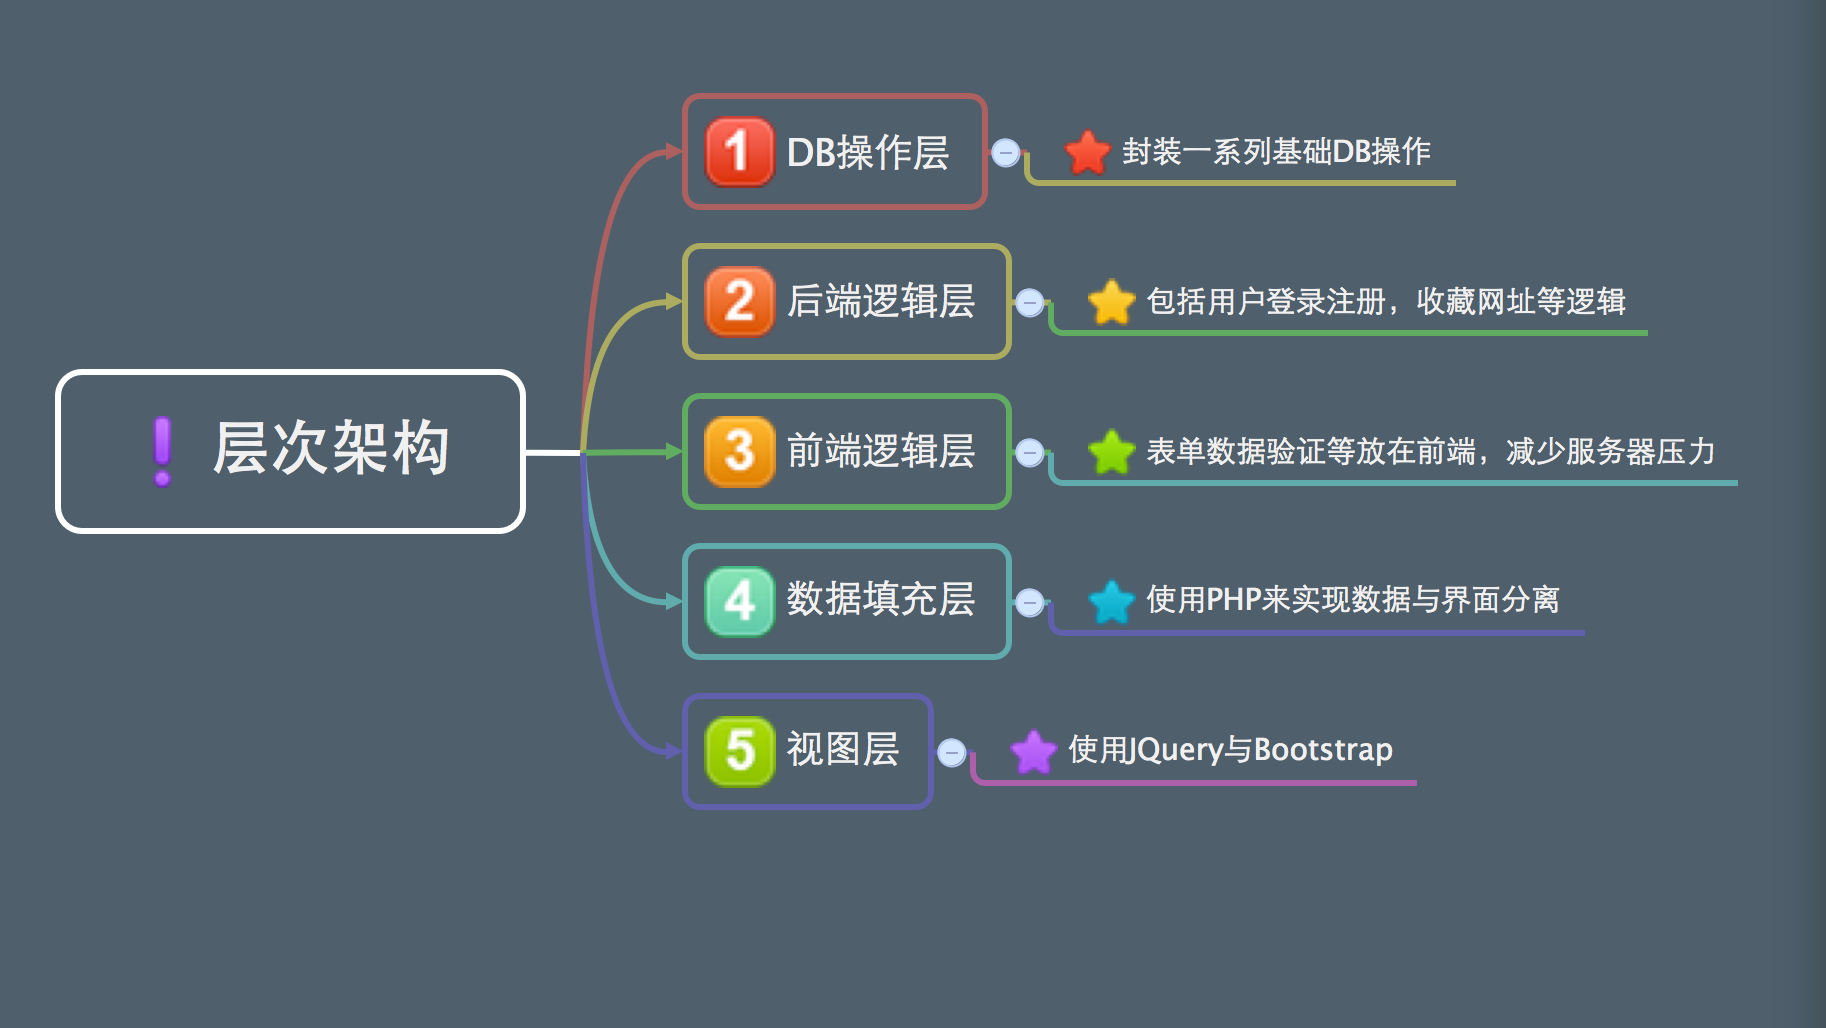 层次架构
1 DB操作层
封装一系列基础DB操作
2 后端逻辑层
包括用户登录注册，收藏网址等逻辑
3 前端逻辑层
表单数据验证等放在前端，减少服务器压力
4 数据填充层
使用PHP来实现数据与界面分离
5 视图层
使用JQuery与Bootstrap